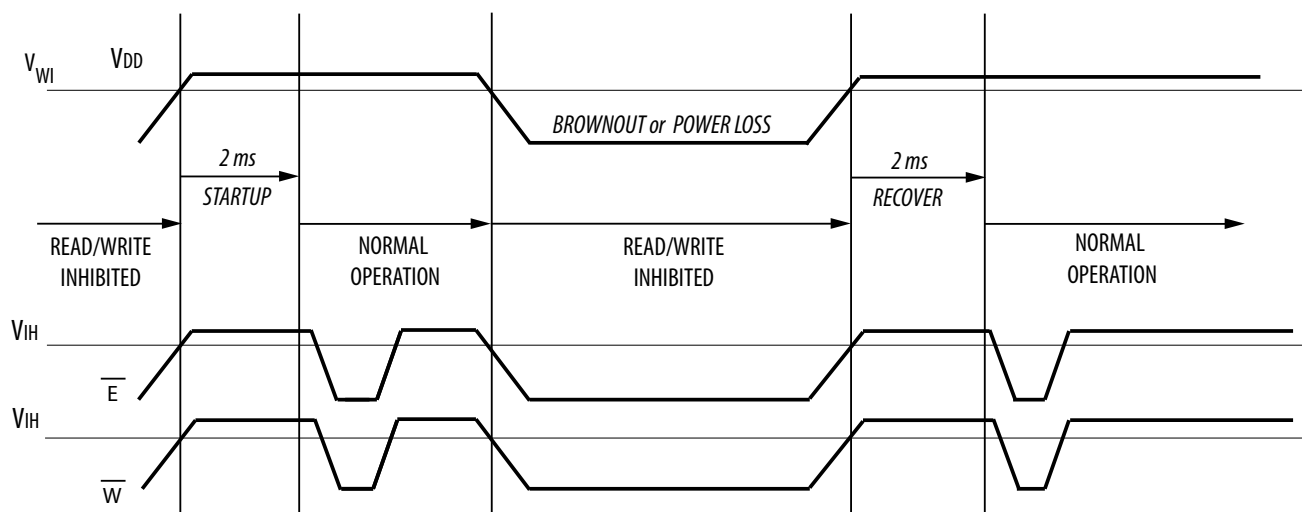 VWI VDD
BROWNOUT or POWER LOSS
2 ms
STARTUP
2 ms
RECOVER
READ/WRITE
INHIBITED
NORMAL
OPERATION
READ/WRITE
INHIBITED
NORMAL
OPERATION
VIH
E
VIH
W